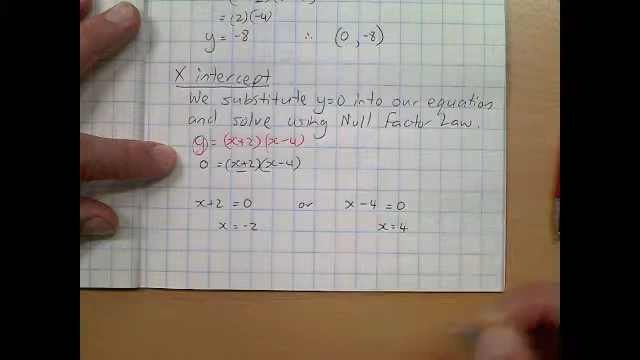 = (2)(-4)
y = -8 ∴ (0, -8)
X intercept
We substitute y=0 into our equation
and solve using Null Factor Law.
y = (x+2)(x-4)
0 = (x+2)(x-4)
x+2 = 0 or x-4 = 0
x = -2 x = 4